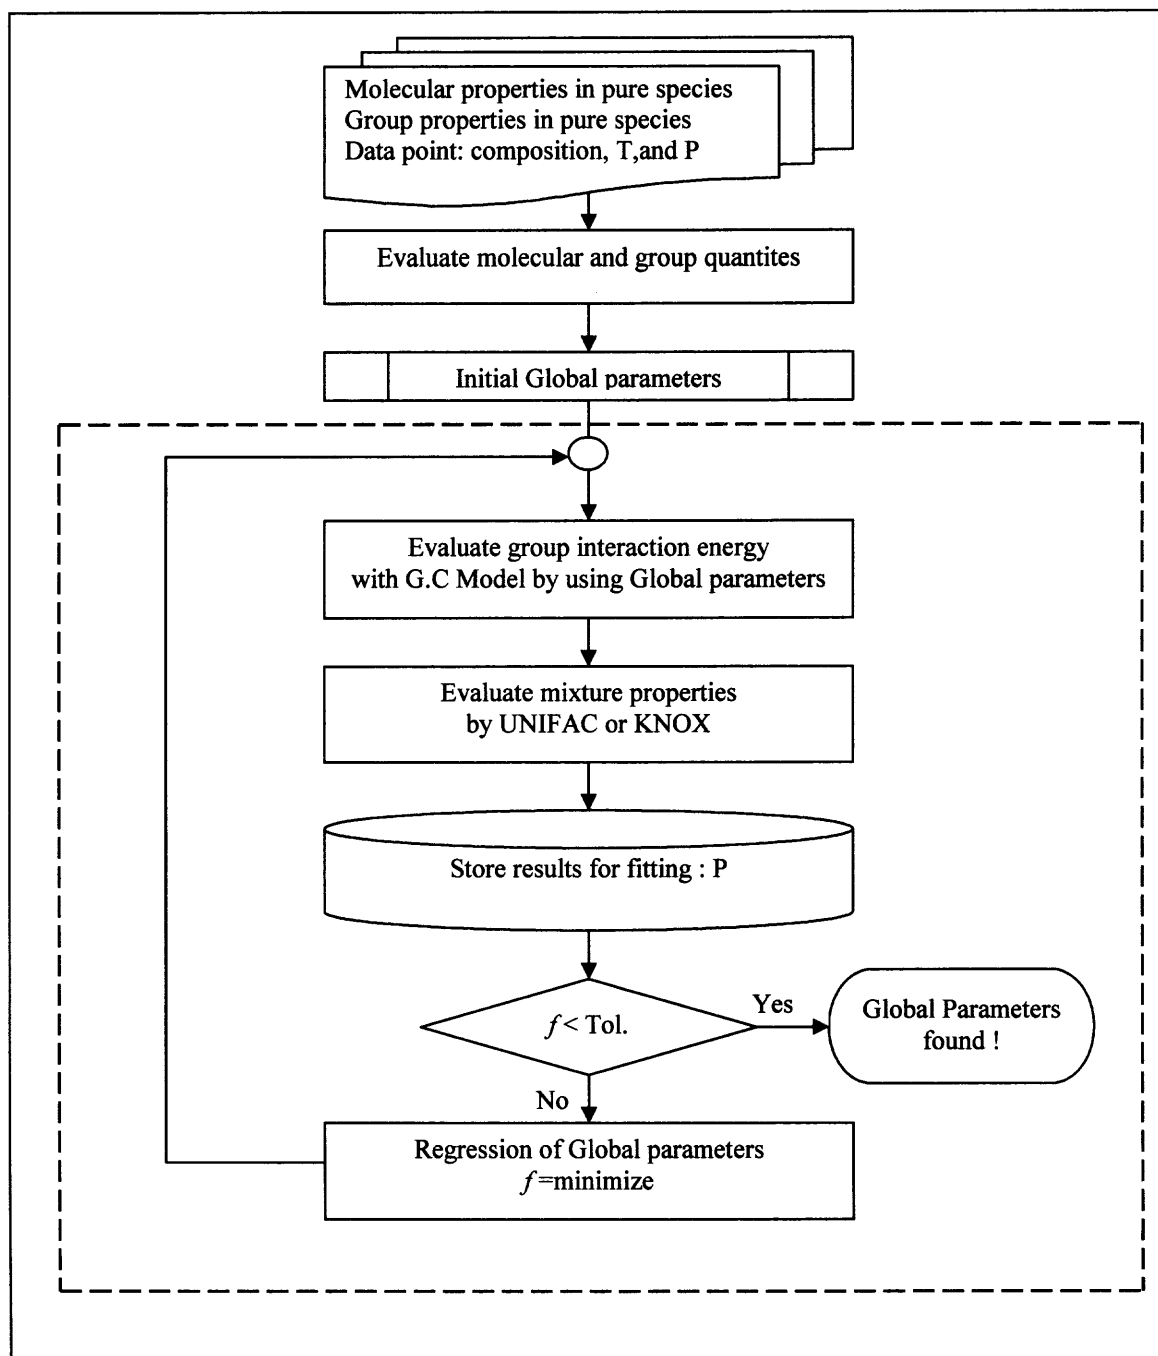 Molecular properties in pure species
Group properties in pure species
Data point: composition, T,and P
Evaluate molecular and group quantites
Initial Global parameters
Evaluate group interaction energy
with G.C Model by using Global parameters
Evaluate mixture properties
by UNIFAC or KNOX
Store results for fitting : P
f < Tol.
Yes
Global Parameters
found !
No
Regression of Global parameters
f =minimize